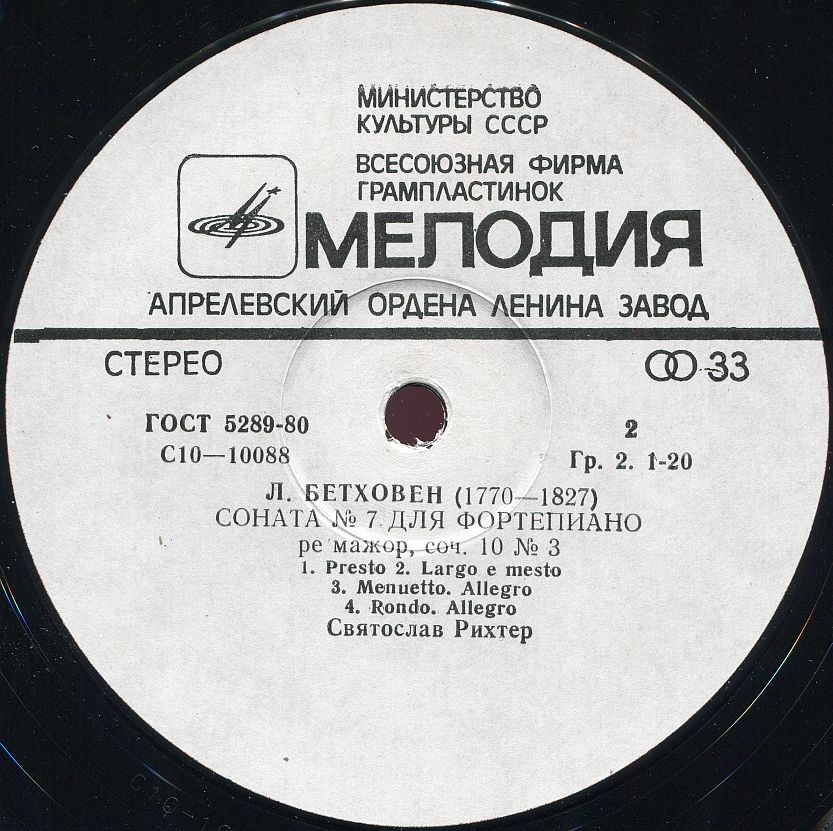 МИНИСТЕРСТВО
КУЛЬТУРЫ СССР
ВСЕСОЮЗНАЯ ФИРМА
ГРАМПЛАСТИНОК
МЕЛОДИЯ
АПРЕЛЕВСКИЙ ОРДЕНА ЛЕНИНА ЗАВОД
СТЕРЕО 33
ГОСТ 5289-80 2
С10—10088 Гр. 2. 1-20
Л. БЕТХОВЕН (1770—1827)
СОНАТА № 7 ДЛЯ ФОРТЕПИАНО
ре мажор, соч. 10 № 3
1. Presto 2. Largo e mesto
3. Menuetto. Allegro
4. Rondo. Allegro
Святослав Рихтер